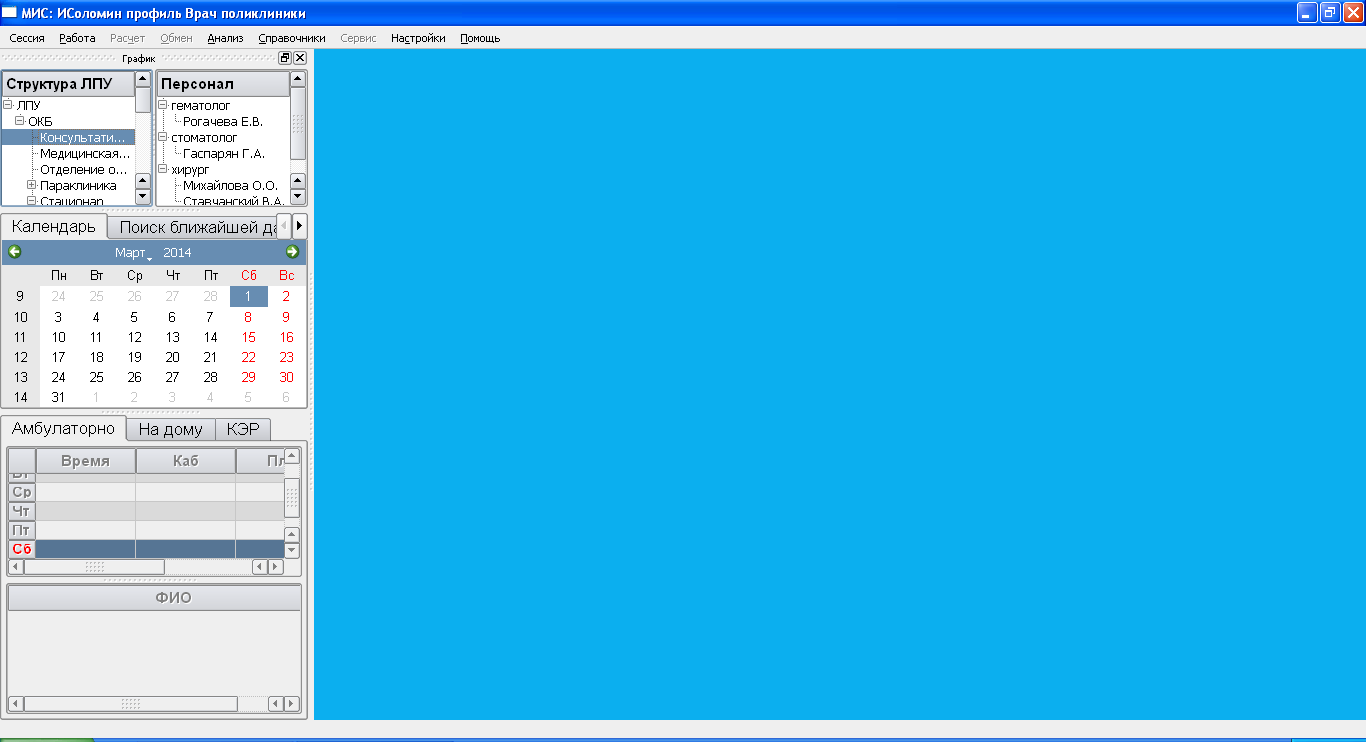 МИС: ИСоломин профиль Врач поликлиники
Сессия Работа Расчет Обмен Анализ Справочники Сервис Настройки Помощь
График
Структура ЛПУ
ЛПУ
ОКБ
Консультати...
Медицинская...
Отделение о...
Параклиника
Стационар
Персонал
гематолог
Рогачева Е.В.
стоматолог
Гаспарян Г.А.
хирург
Михайлова О.О.
Ставчанский В.А.
Календарь Поиск ближайшей да
Март 2014
Пн Вт Ср Чт Пт Сб Вс
9 24 25 26 27 28 1 2
10 3 4 5 6 7 8 9
11 10 11 12 13 14 15 16
12 17 18 19 20 21 22 23
13 24 25 26 27 28 29 30
14 31 1 2 3 4 5 6
Амбулаторно На дому КЭР
Время Каб Пл
Вт
Ср
Чт
Пт
Сб
ФИО